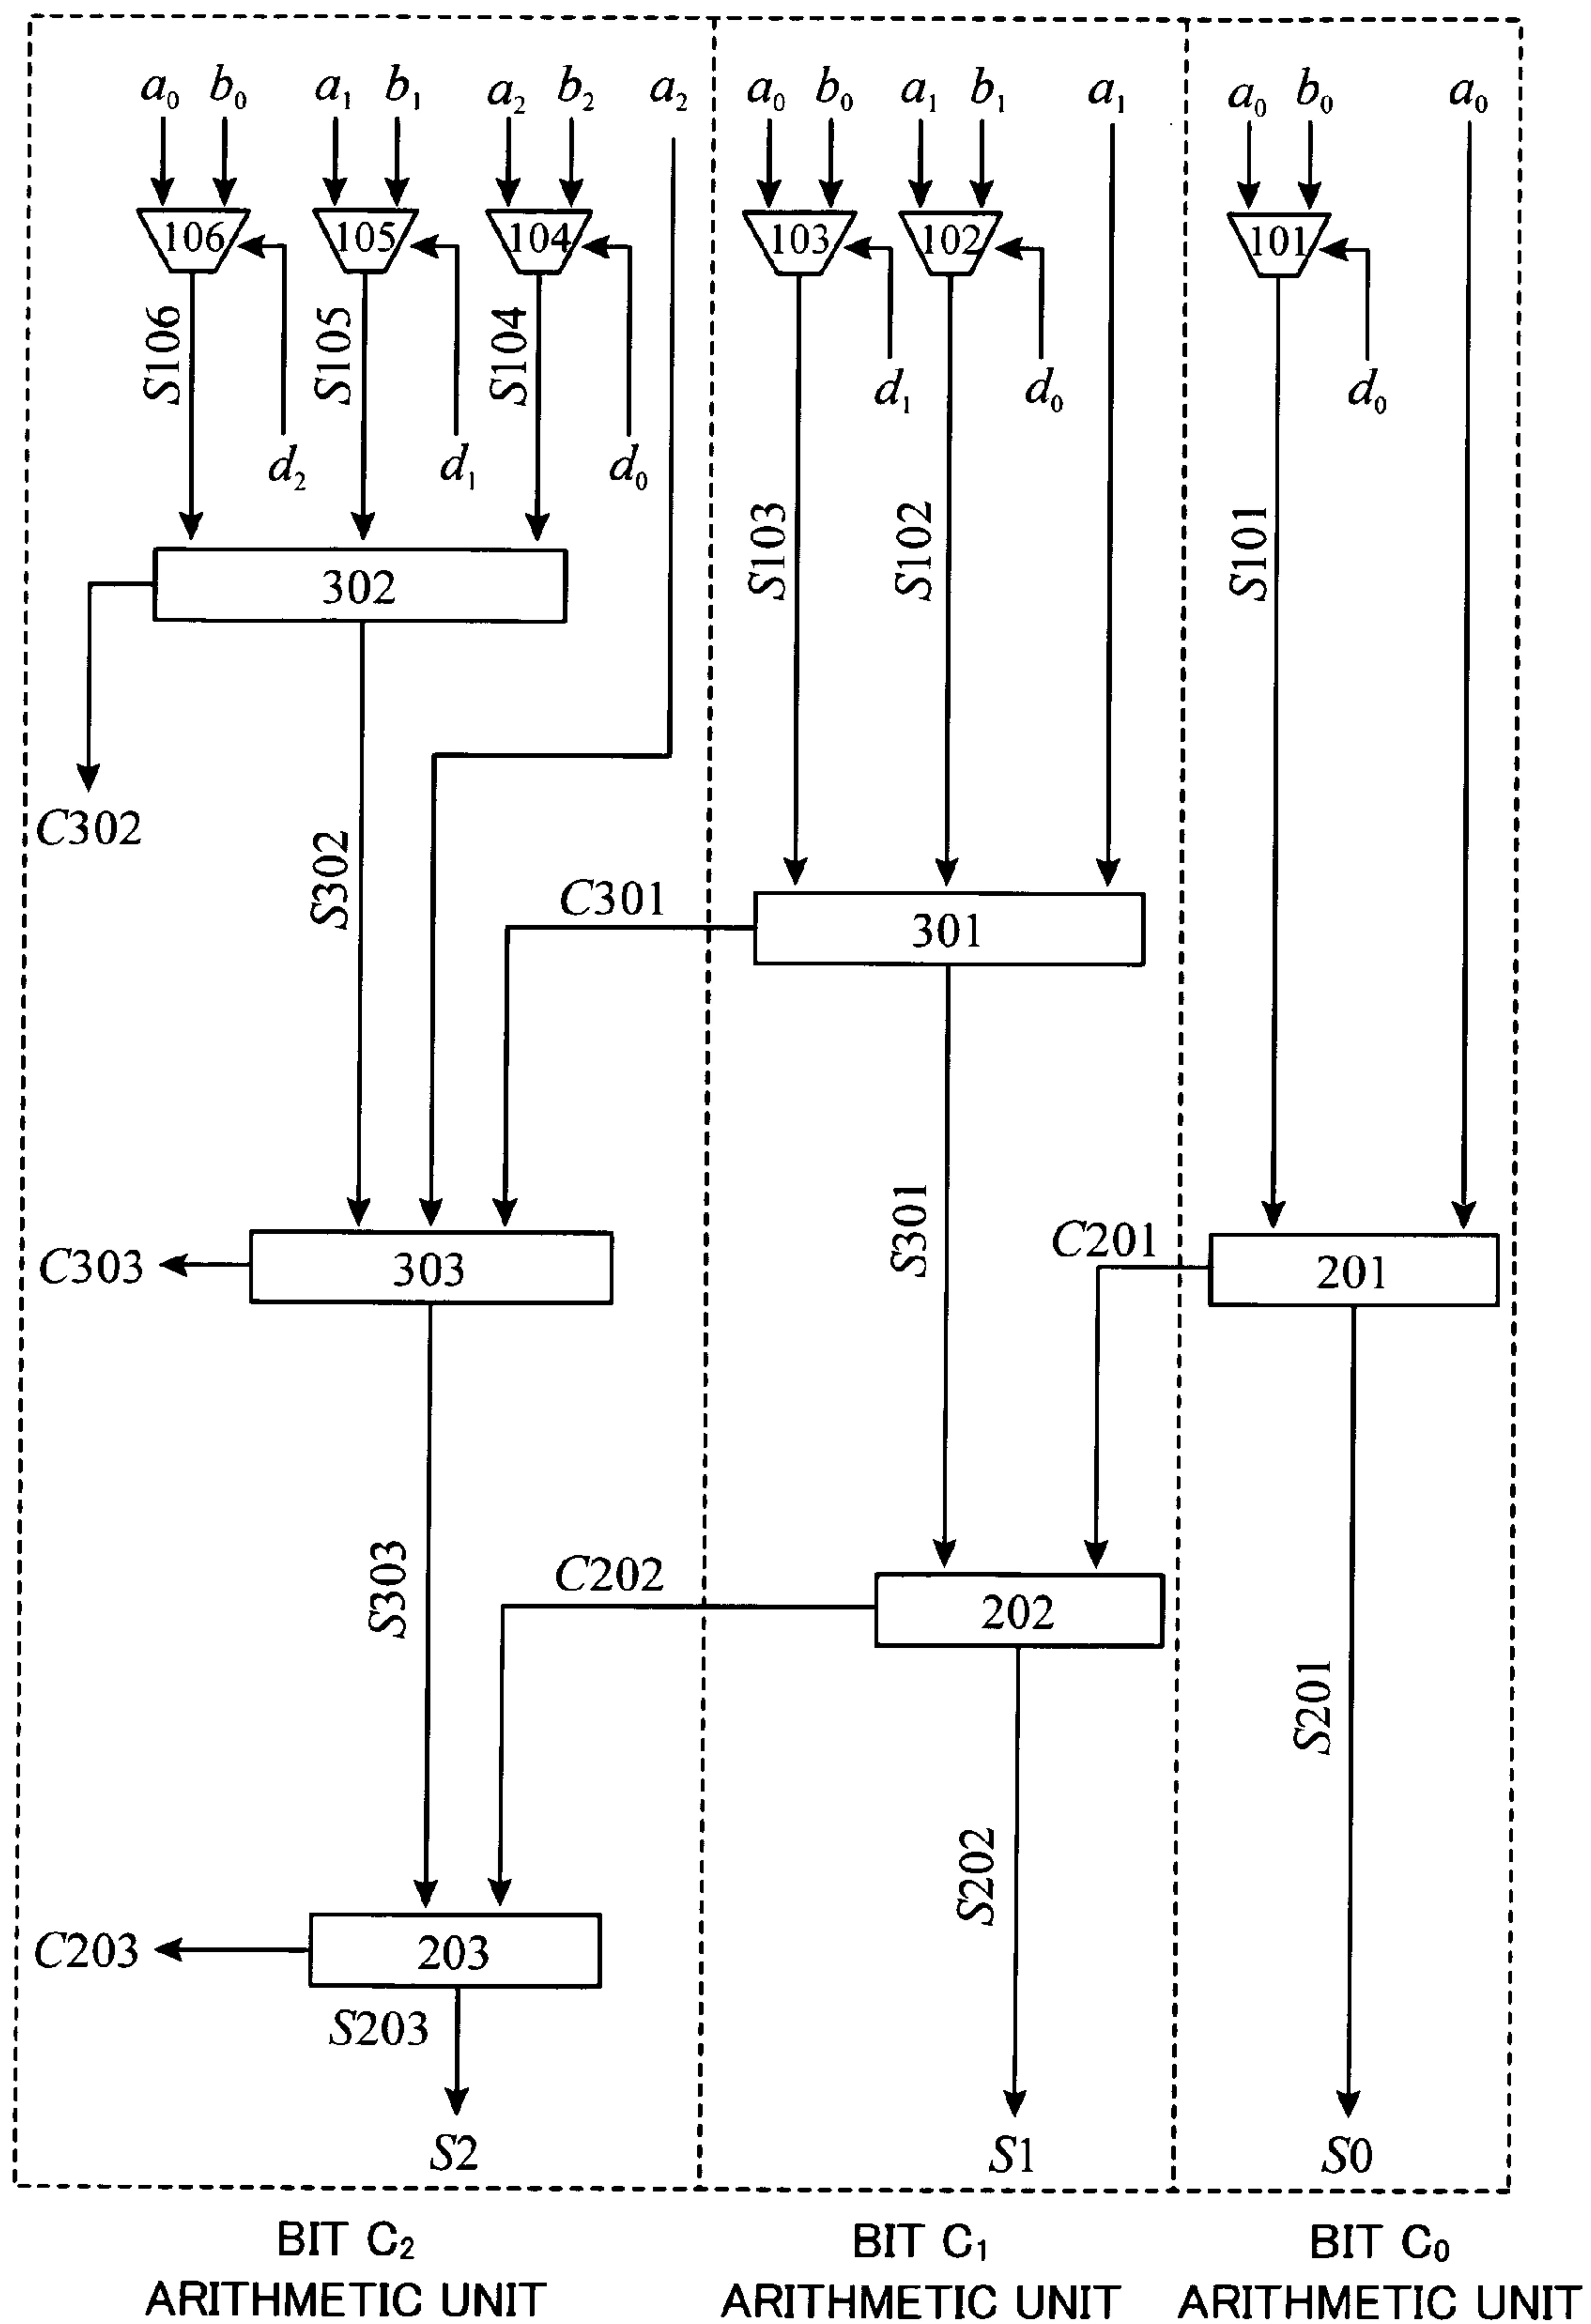 a₀ b₀ a₁ b₁ a₂ b₂ a₂ a₀ b₀ a₁ b₁ a₁ a₀ b₀ a₀
106 105 104 103 102 101
S106 S105 S104 d₁ d₀ d₀
d₂ d₁ d₀
S103 S102 S101
302
C302
S302
C301 301
S301
C201
C303 303 201
S303
C202 202
S201
S202
C203 203
S203
S2 S1 S0
BIT C₂ BIT C₁ BIT C₀
ARITHMETIC UNIT ARITHMETIC UNIT ARITHMETIC UNIT